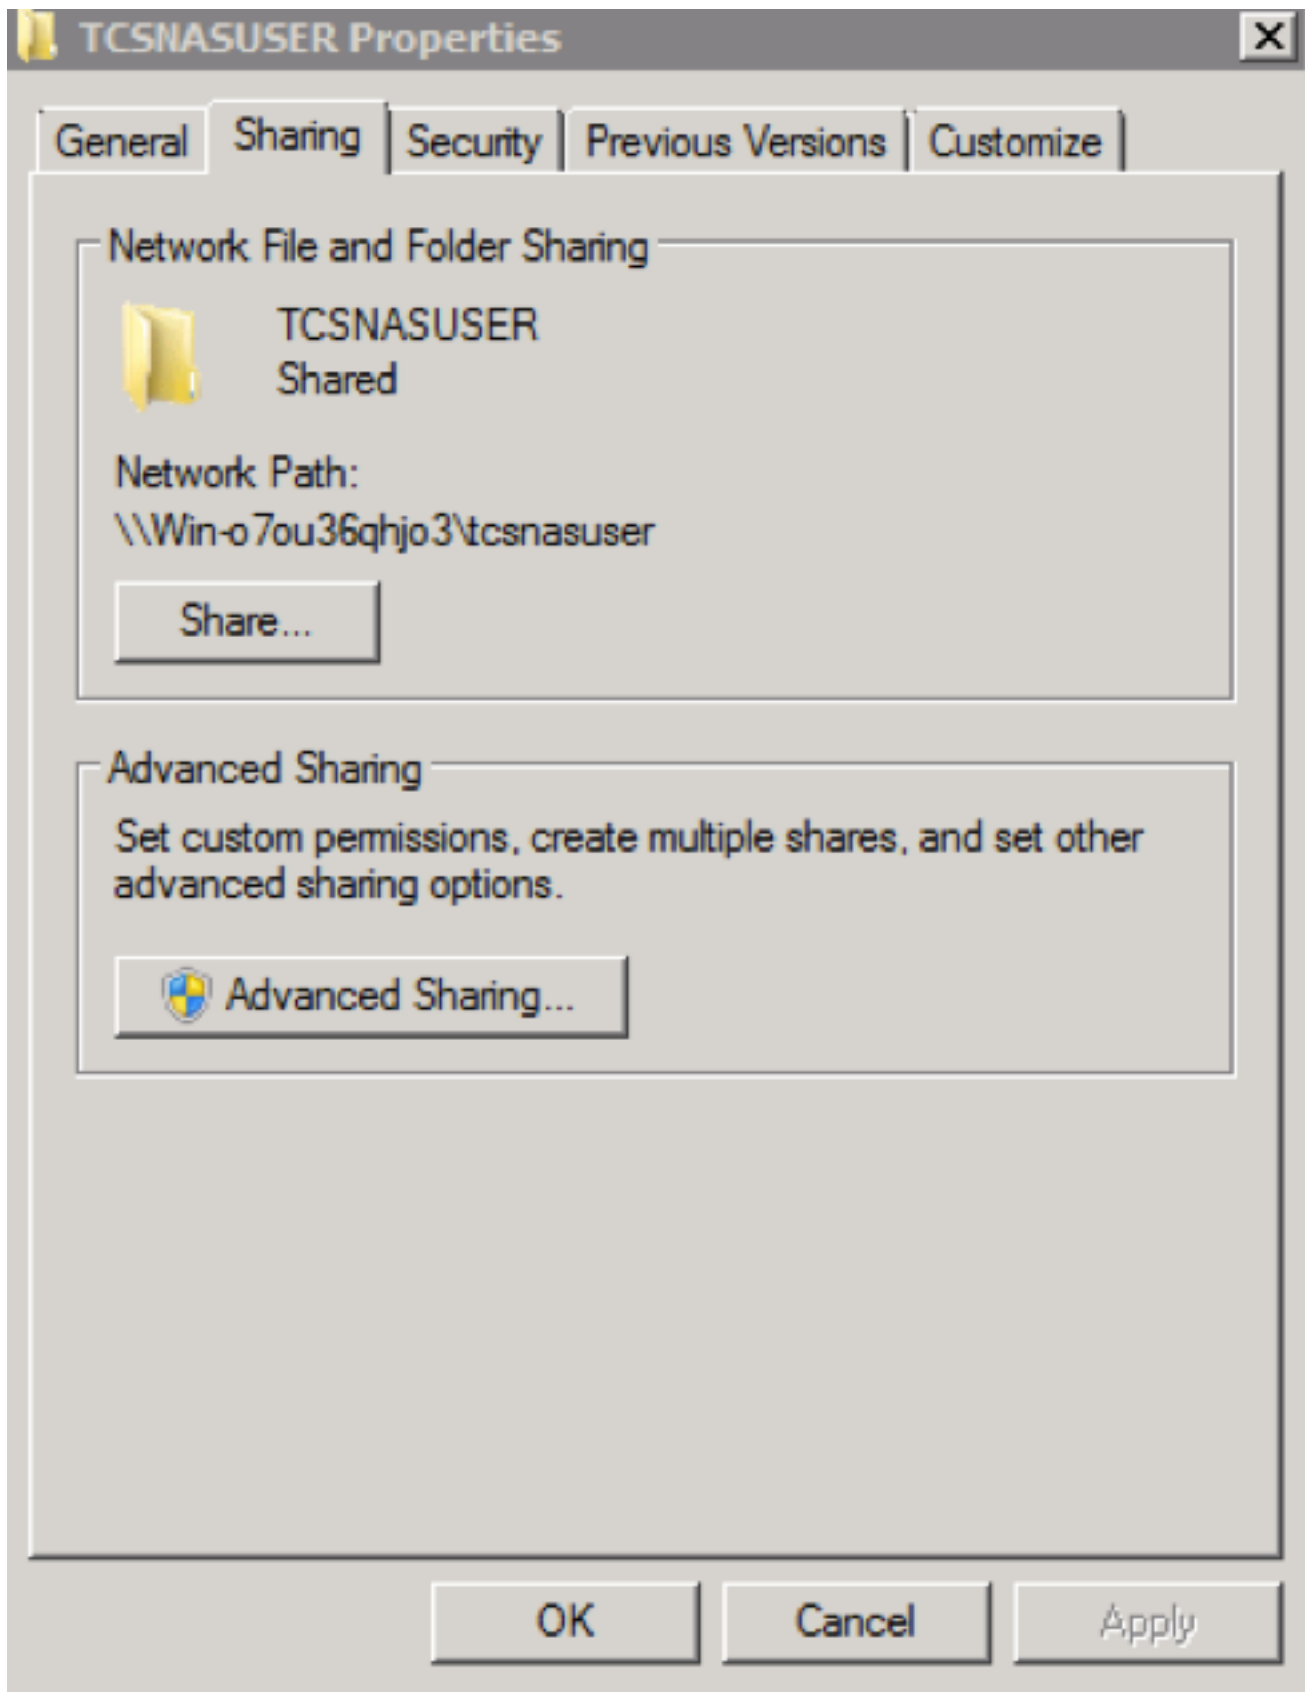 TCSNASUSER Properties
General
Sharing
Security
Previous Versions
Customize
Network File and Folder Sharing
TCSNASUSER
Shared
Network Path:
\\Win-o7ou36qhjo3\tcsnasuser
Share...
Advanced Sharing
Set custom permissions, create multiple shares, and set other
advanced sharing options.
Advanced Sharing...
OK
Cancel
Apply